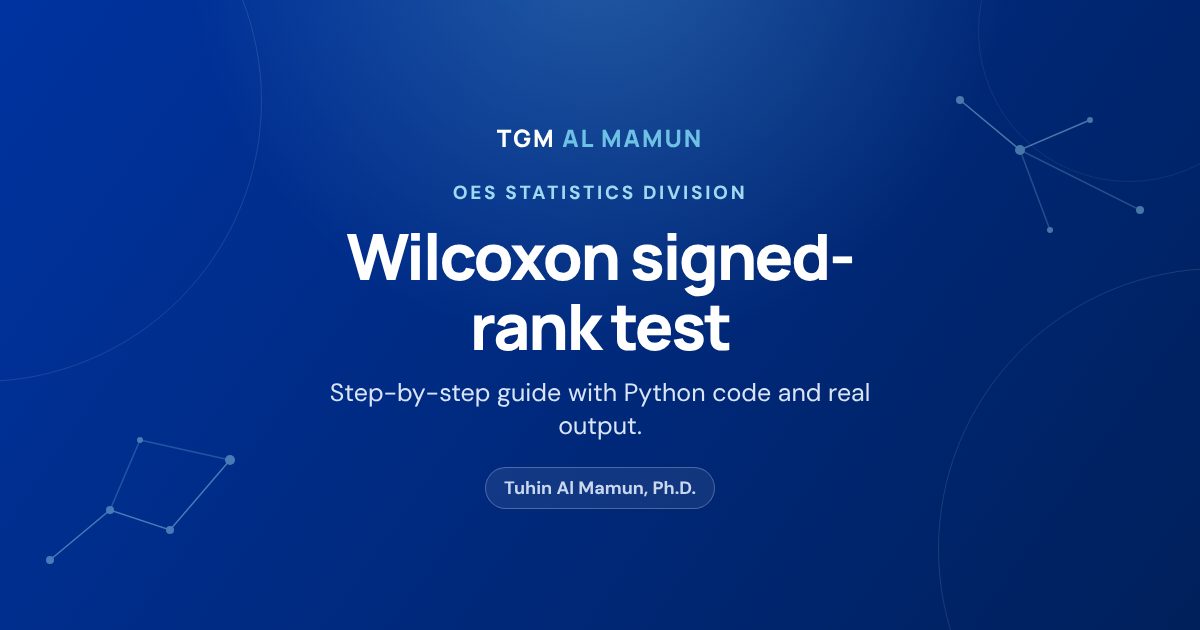 TGM AL MAMUN
OES STATISTICS DIVISION
Wilcoxon signed-
rank test
Step-by-step guide with Python code and real
output.
Tuhin Al Mamun, Ph.D.